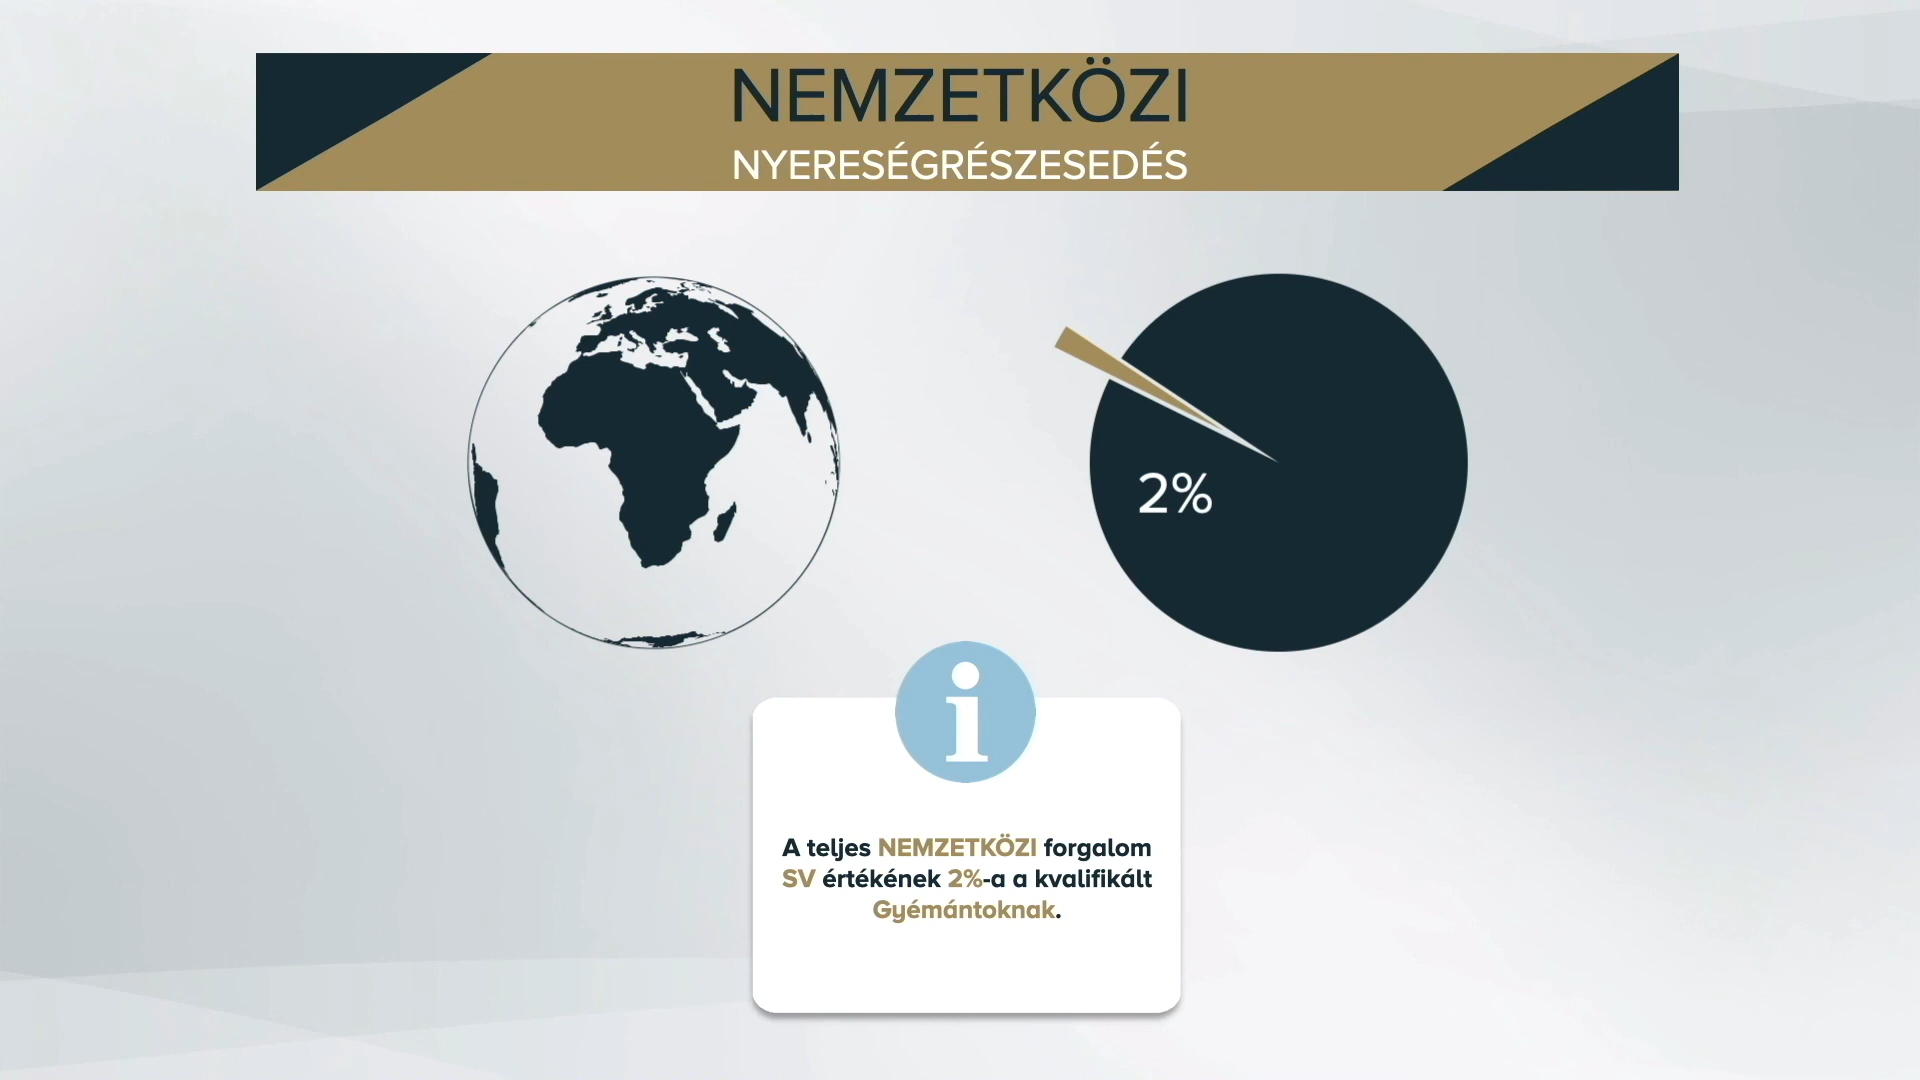 NEMZETKÖZI
NYERESÉGRÉSZESEDÉS
2%
A teljes NEMZETKÖZI forgalom
SV értékének 2%-a a kvalifikált
Gyémántoknak.